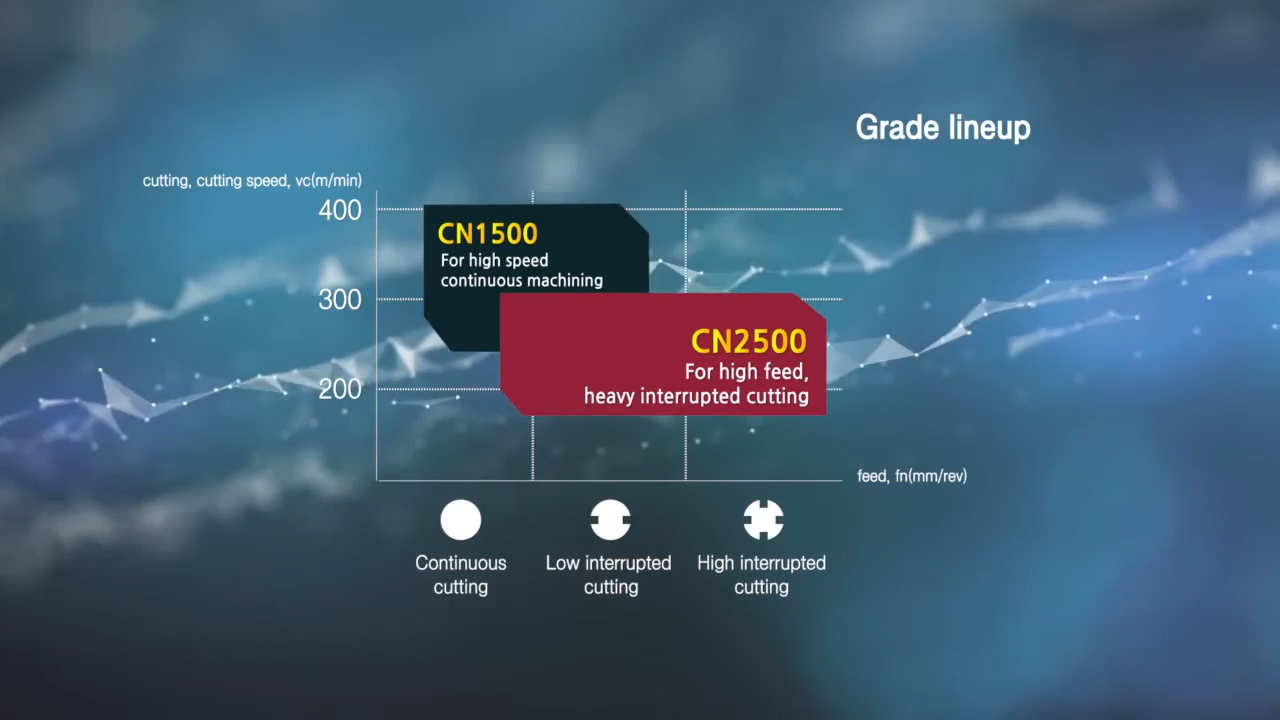 Grade lineup
cutting, cutting speed, vc(m/min)
400
300
200
CN1500
For high speed
continuous machining
CN2500
For high feed,
heavy interrupted cutting
feed, fn(mm/rev)
Continuous
cutting
Low interrupted
cutting
High interrupted
cutting